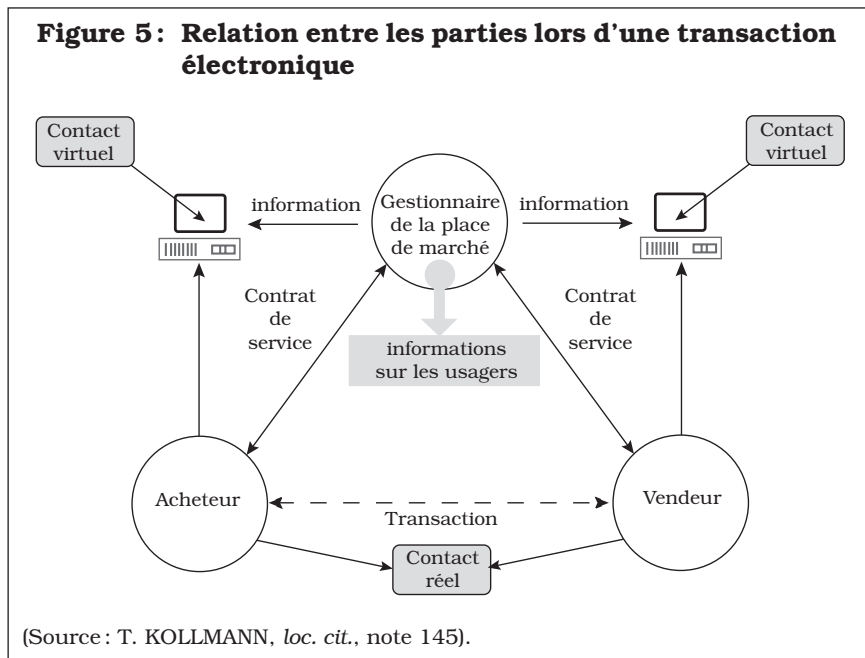 Figure 5 : Relation entre les parties lors d’une transaction
électronique
Contact
virtuel
Contact
virtuel
information
Gestionnaire
de la place
de marché
information
Contrat
de
service
Contrat
de
service
informations
sur les usagers
Acheteur
Vendeur
Transaction
Contact
réel
(Source : T. KOLLMANN, loc. cit., note 145).